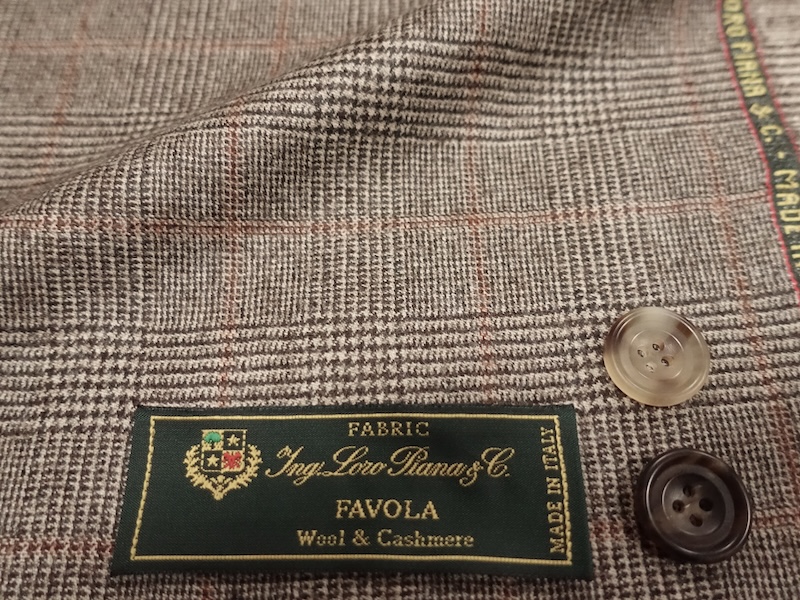 ORO PIANA & C. - MADE IN
FABRIC
Ing. Loro Piana & C.
FAVOLA
Wool & Cashmere
MADE IN ITALY